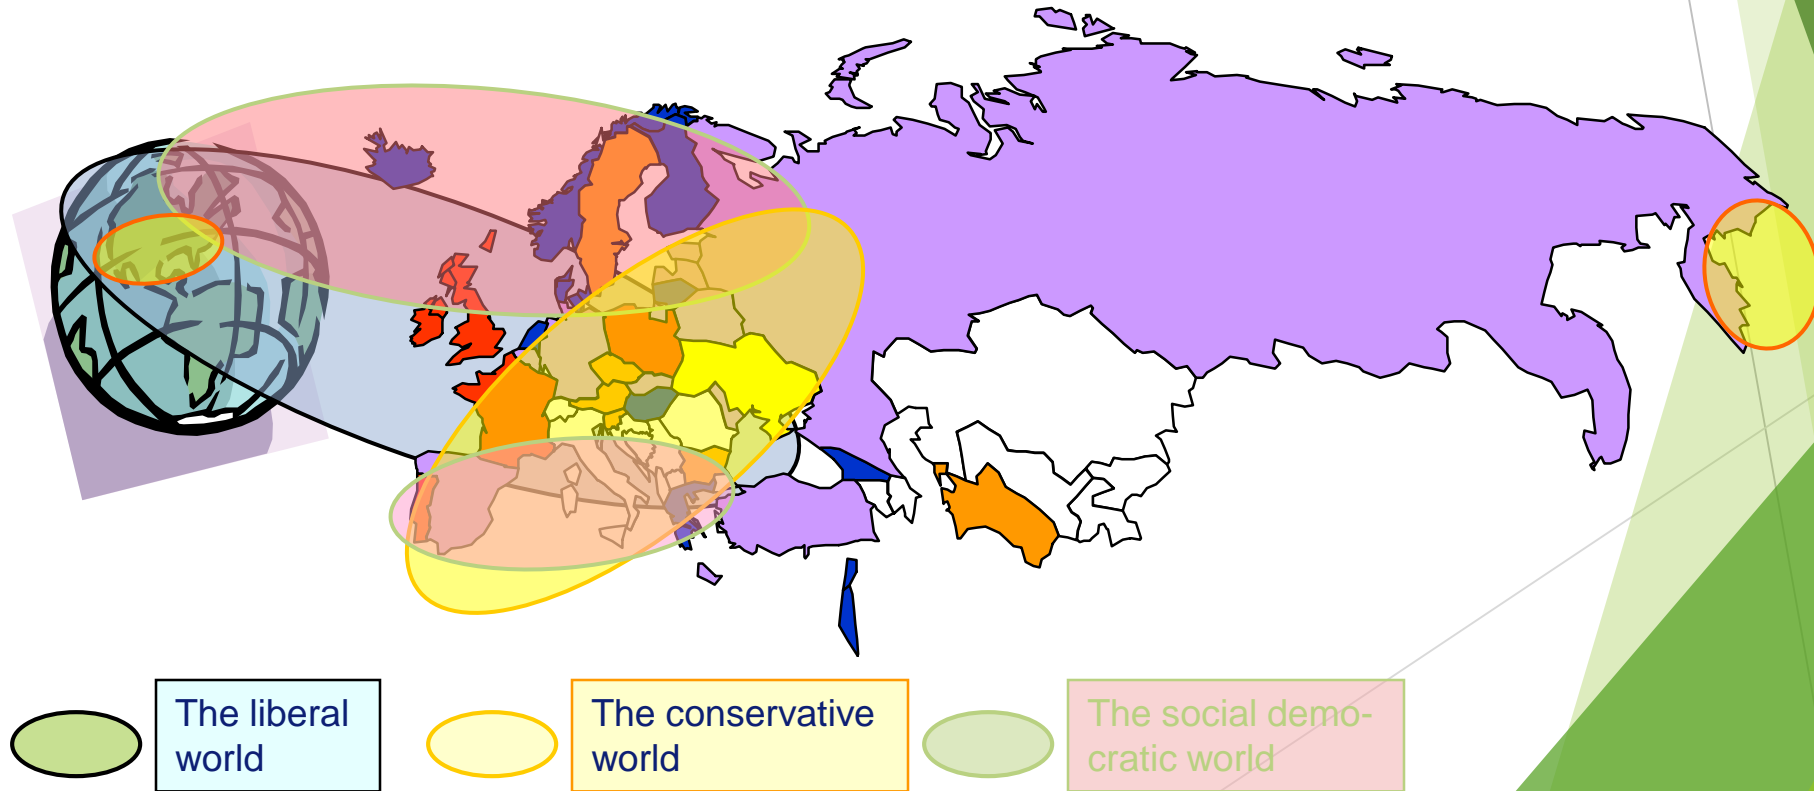 The liberal
world
The conservative
world
The social demo-
cratic world